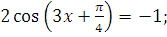 2 cos (3x + π/4) = −1;